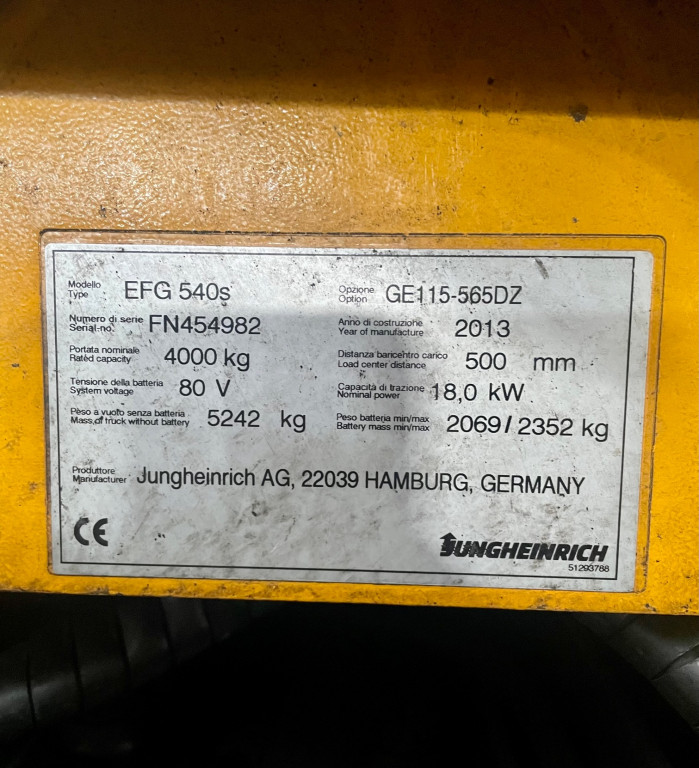 Modello
Type EFG 540s
Opzione
Option GE115-565DZ
Numero di serie
Serial-no. FN454982
Anno di costruzione
Year of manufacture 2013
Portata nominale
Rated capacity 4000 kg
Distanza baricentro carico
Load center distance 500 mm
Tensione della batteria
System voltage 80 V
Capacità di trazione
Nominal power 18,0 kW
Peso a vuoto senza batteria
Mass of truck without battery 5242 kg
Peso batteria min/max
Battery mass min/max 2069 / 2352 kg
Produttore
Manufacturer Jungheinrich AG, 22039 HAMBURG, GERMANY
CE
JUNGHEINRICH
51293788